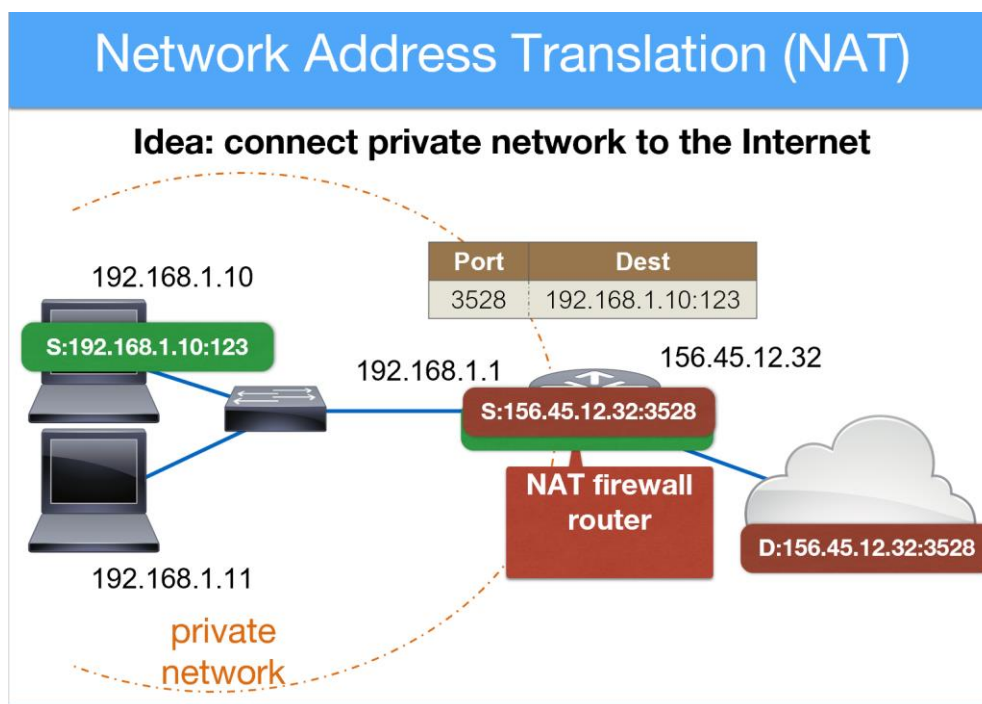 Network Address Translation (NAT)
Idea: connect private network to the Internet
Port Dest
3528 192.168.1.10:123
192.168.1.10
S:192.168.1.10:123
192.168.1.1
156.45.12.32
S:156.45.12.32:3528
NAT firewall
router
D:156.45.12.32:3528
192.168.1.11
private
network